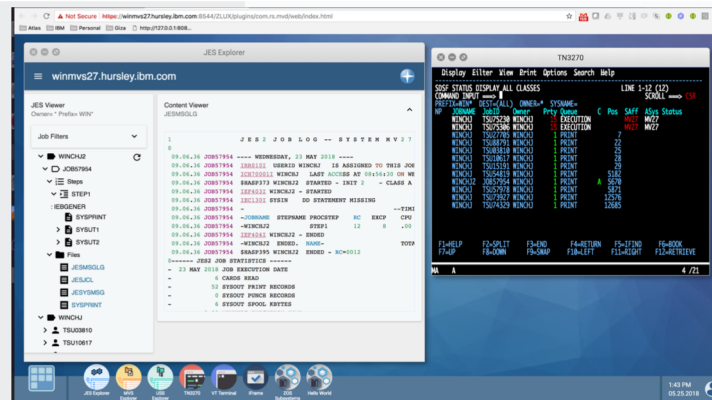 Not Secure https://winmvs27.hursley.ibm.com:8544/ZLUX/plugins/com.rs.mvd/web/index.html
Atlas IBM Personal Giza http://127.0.0.1:808...
JES Explorer
winmvs27.hursley.ibm.com
JES Viewer
Owner= * Prefix= WIN*
Job Filters
WINCHJ2
JOB57954
Steps
STEP1
: IEBGENER
SYSPRINT
SYSUT1
SYSUT2
Files
JESMSGLG
JESJCL
JESYSMSG
SYSPRINT
WINCHJ
TSU03810
TSU10617
Content Viewer
JESMSGLG
1 J E S 2 J O B L O G -- S Y S T E M M V 2 7
0
09.06.36 JOB57954 ---- WEDNESDAY, 23 MAY 2018 ----
09.06.36 JOB57954 IRR010I USERID WINCHJ IS ASSIGNED TO THIS JOB
09.06.36 JOB57954 ICH70001I WINCHJ LAST ACCESS AT 08:54:30 ON WE
09.06.36 JOB57954 $HASP373 WINCHJ2 STARTED - INIT 2 - CLASS A
09.06.36 JOB57954 IEF403I WINCHJ2 - STARTED
09.06.36 JOB57954 IEC130I SYSIN DD STATEMENT MISSING
09.06.36 JOB57954 - --TIMI
09.06.36 JOB57954 -JOBNAME STEPNAME PROCSTEP RC EXCP CPU
09.06.36 JOB57954 -WINCHJ2 STEP1 12 8 .00
09.06.36 JOB57954 IEF404I WINCHJ2 - ENDED
09.06.36 JOB57954 -WINCHJ2 ENDED. NAME- TOTA
09.06.36 JOB57954 $HASP395 WINCHJ2 ENDED - RC=0012
0------ JES2 JOB STATISTICS ------
- 23 MAY 2018 JOB EXECUTION DATE
- 6 CARDS READ
- 52 SYSOUT PRINT RECORDS
- 0 SYSOUT PUNCH RECORDS
- 6 SYSOUT SPOOL KBYTES
TN3270
Display Filter View Print Options Search Help
SDSF STATUS DISPLAY ALL CLASSES LINE 1-12 (12)
COMMAND INPUT ===> SCROLL ===> CSR
PREFIX=WIN* DEST=(ALL) OWNER=* SYSNAME=
NP JOBNAME JobID Owner Prty Queue C Pos SAff ASys Status
WINCHJ TSU75230 WINCHJ 15 EXECUTION MV27 MV27
WINCHJ TSU75306 WINCHJ 15 EXECUTION MV27 MV27
WINCHJ TSU27705 WINCHJ 1 PRINT 7
WINCHJ TSU88791 WINCHJ 1 PRINT 22
WINCHJ TSU03810 WINCHJ 1 PRINT 25
WINCHJ TSU10617 WINCHJ 1 PRINT 28
WINCHJ TSU15191 WINCHJ 1 PRINT 29
WINCHJ TSU54819 WINCHJ 1 PRINT 5182
WINCHJ2 JOB57954 WINCHJ 1 PRINT A 5670
WINCHJ TSU57978 WINCHJ 1 PRINT 5871
WINCHJ TSU73927 WINCHJ 1 PRINT 12576
WINCHJ TSU74329 WINCHJ 1 PRINT 12685
F1=HELP F2=SPLIT F3=END F4=RETURN F5=IFIND F6=BOOK
F7=UP F8=DOWN F9=SWAP F10=LEFT F11=RIGHT F12=RETRIEVE
MA A 4 /21
JES Explorer
MVS Explorer
USS Explorer
TN3270
VT Terminal
iFrame
ZOS Subsystems
Hello World
1:43 PM
05.25.2018